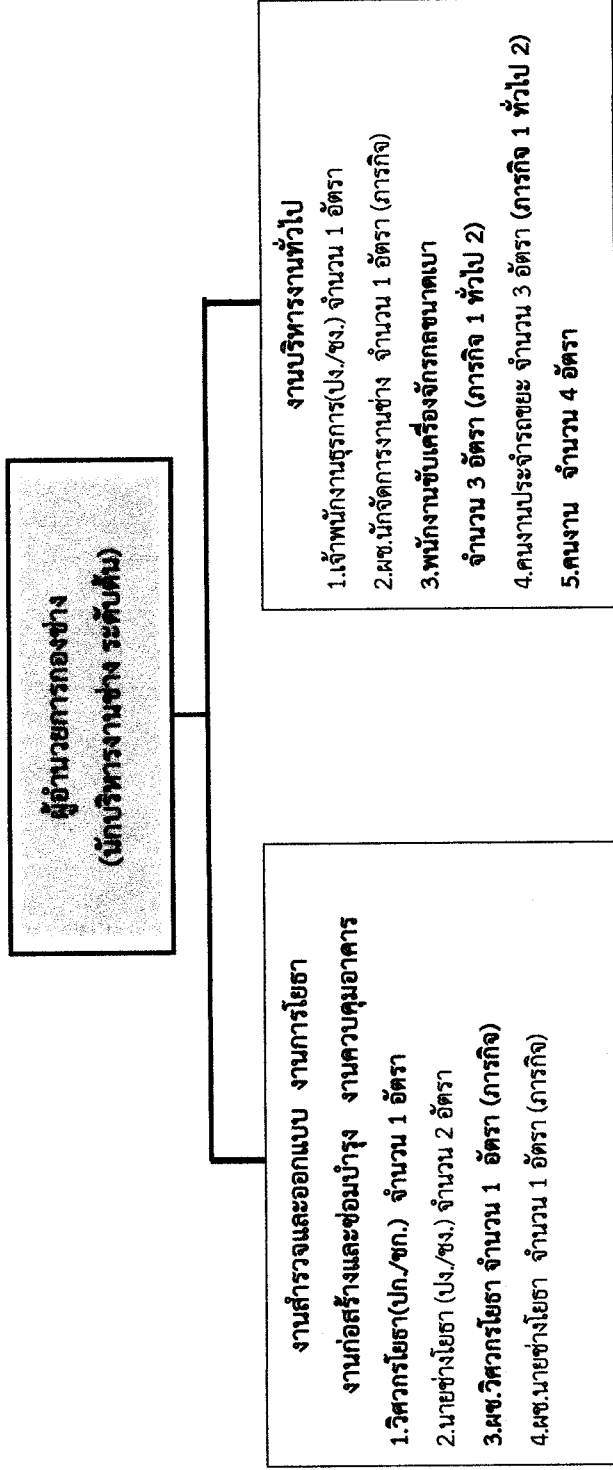 ผู้อำนวยการกองช่าง
(นักบริหารงานช่าง ระดับต้น)
งานสำรวจและออกแบบ งานการโยธา
งานก่อสร้างและซ่อมบำรุง งานควบคุมอาคาร
1.วิศวกรโยธา(ปก./ชก.) จำนวน 1 อัตรา
2.นายช่างโยธา (ปง./ชง.) จำนวน 2 อัตรา
3.ผช.วิศวกรโยธา จำนวน 1 อัตรา (ภารกิจ)
4.ผช.นายช่างโยธา จำนวน 1 อัตรา (ภารกิจ)
งานบริหารงานทั่วไป
1.เจ้าพนักงานธุรการ(ปง./ชง.) จำนวน 1 อัตรา
2.ผช.นักจัดการงานช่าง จำนวน 1 อัตรา (ภารกิจ)
3.พนักงานขับเครื่องจักรกลขนาดเบา
จำนวน 3 อัตรา (ภารกิจ 1 ทั่วไป 2)
4.คนงานประจำรถขยะ จำนวน 3 อัตรา (ภารกิจ 1 ทั่วไป 2)
5.คนงาน จำนวน 4 อัตรา